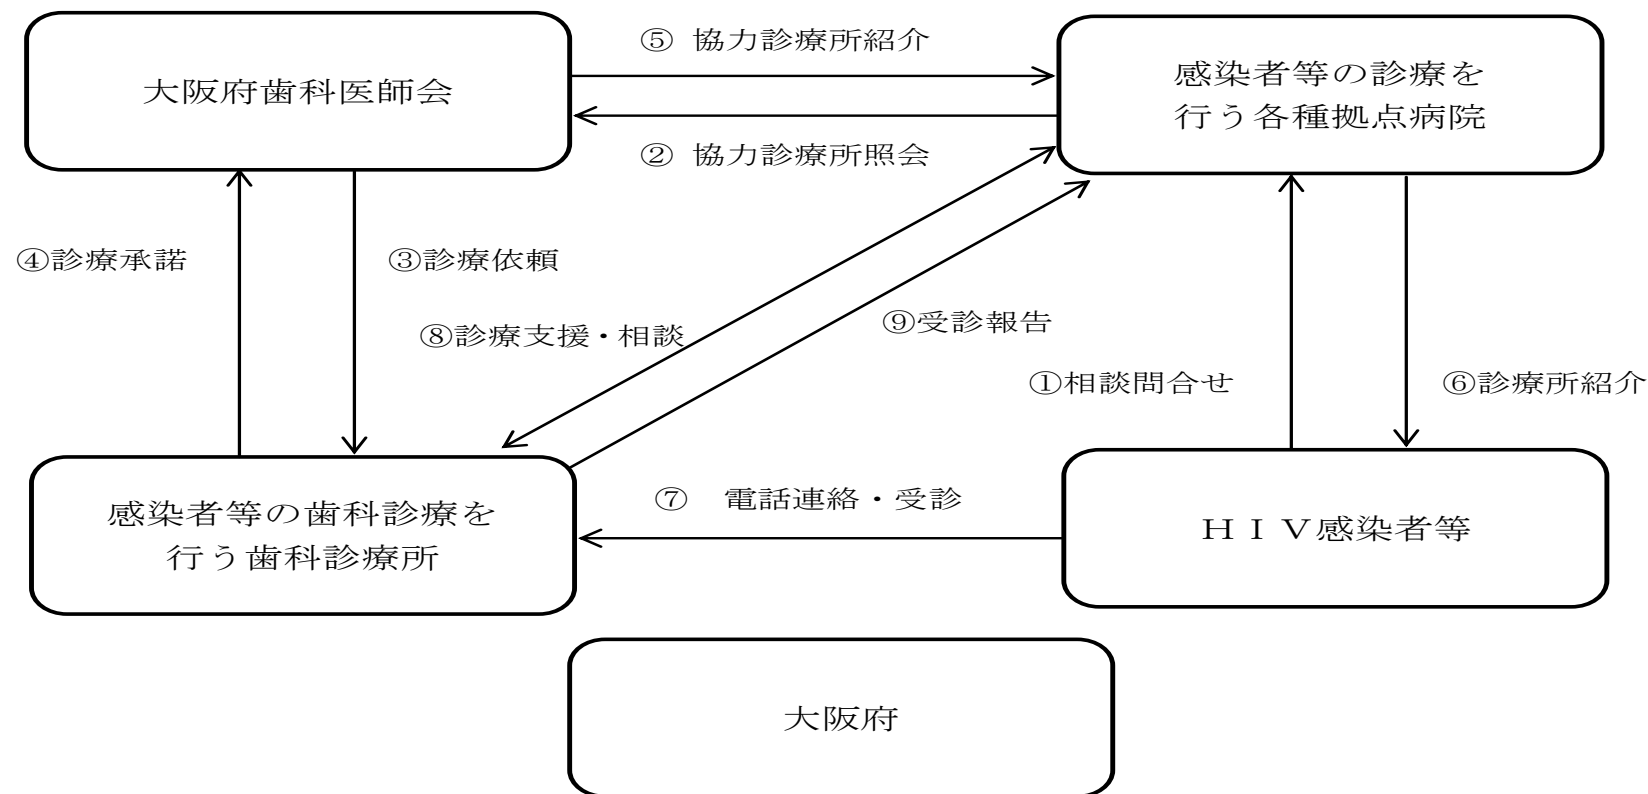 ⑤ 協力診療所紹介
大阪府歯科医師会
感染者等の診療を
行う各種拠点病院
② 協力診療所照会
④診療承諾
③診療依頼
⑧診療支援・相談
⑨受診報告
①相談問合せ
⑥診療所紹介
感染者等の歯科診療を
行う歯科診療所
⑦ 電話連絡・受診
ＨＩＶ感染者等
大阪府